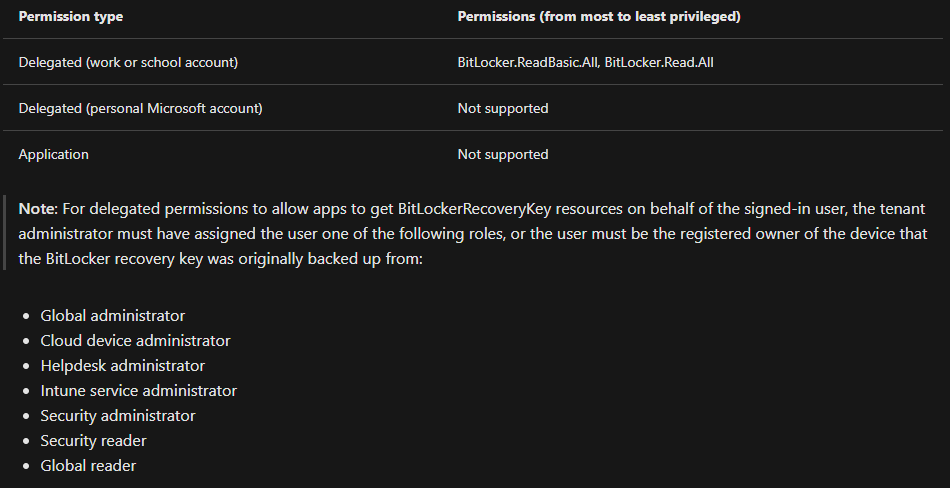 Permission type Permissions (from most to least privileged)
Delegated (work or school account) BitLocker.ReadBasic.All, BitLocker.Read.All
Delegated (personal Microsoft account) Not supported
Application Not supported
Note: For delegated permissions to allow apps to get BitLockerRecoveryKey resources on behalf of the signed-in user, the tenant
administrator must have assigned the user one of the following roles, or the user must be the registered owner of the device that
the BitLocker recovery key was originally backed up from:
• Global administrator
• Cloud device administrator
• Helpdesk administrator
• Intune service administrator
• Security administrator
• Security reader
• Global reader